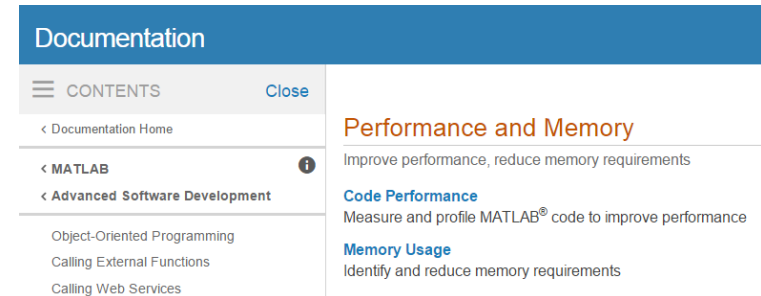 Documentation
CONTENTS Close
< Documentation Home
< MATLAB
< Advanced Software Development
Object-Oriented Programming
Calling External Functions
Calling Web Services
Performance and Memory
Improve performance, reduce memory requirements
Code Performance
Measure and profile MATLAB® code to improve performance
Memory Usage
Identify and reduce memory requirements